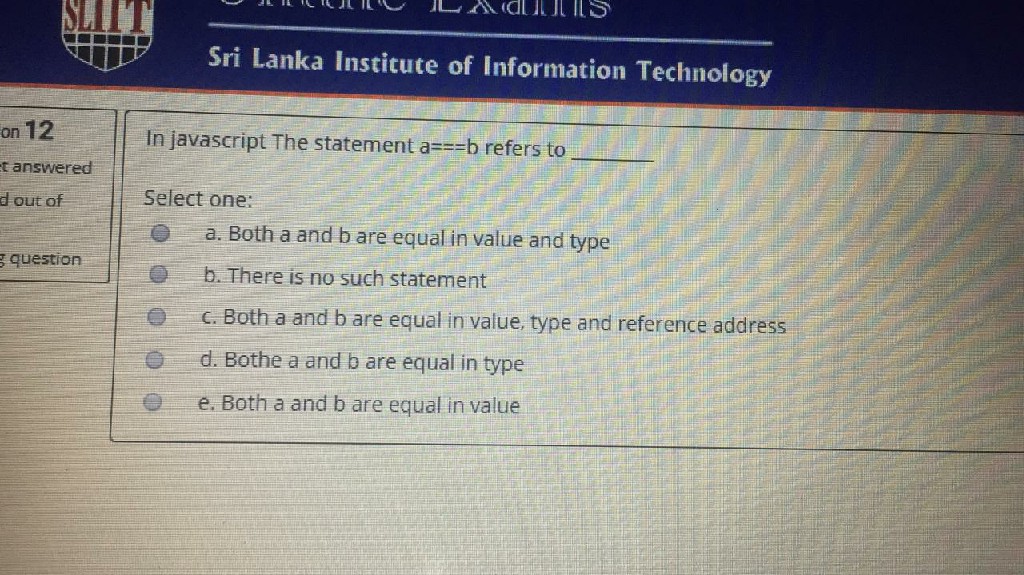 SLIIT
Exams
Sri Lanka Institute of Information Technology
on 12
answered
out of
question
In javascript The statement a===b refers to
Select one:
a. Both a and b are equal in value and type
b. There is no such statement
c. Both a and b are equal in value, type and reference address
d. Bothe a and b are equal in type
e. Both a and b are equal in value